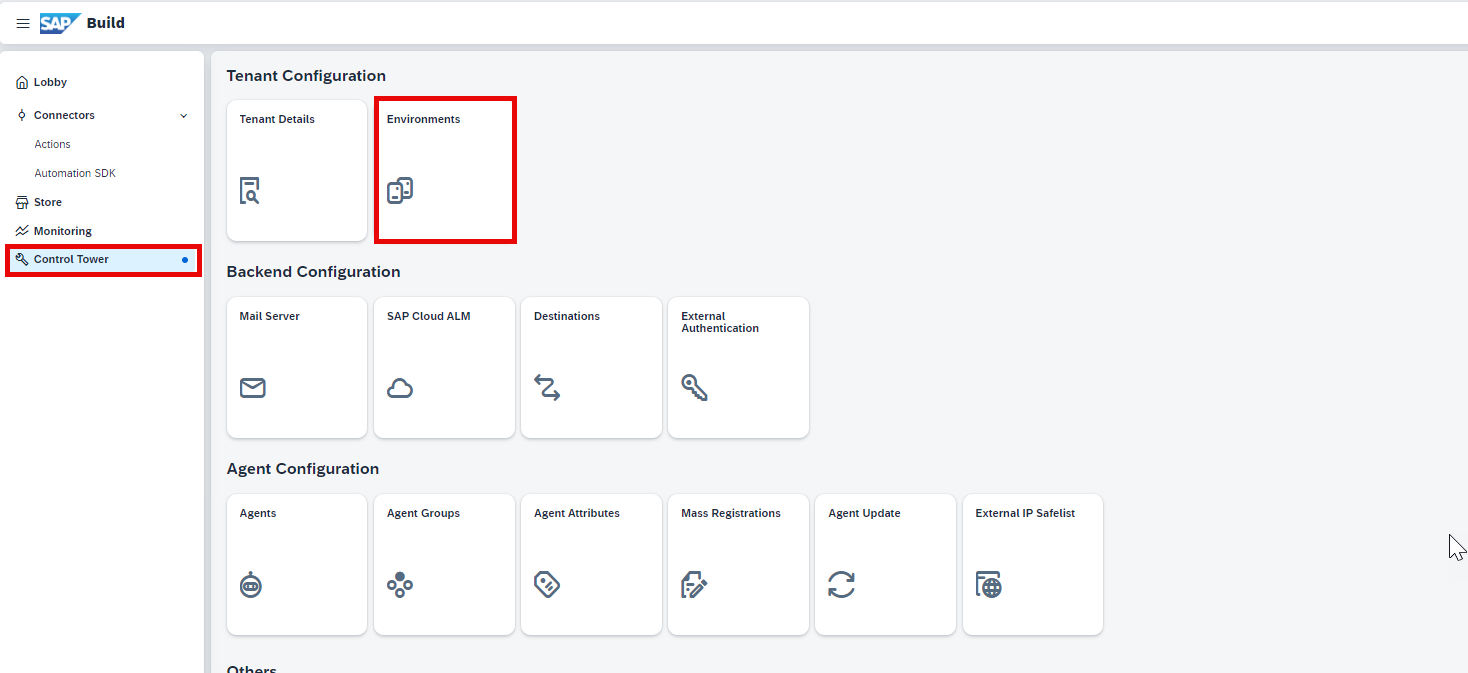 SAP Build
Lobby
Connectors
Actions
Automation SDK
Store
Monitoring
Control Tower
Tenant Configuration
Tenant Details
Environments
Backend Configuration
Mail Server
SAP Cloud ALM
Destinations
External
Authentication
Agent Configuration
Agents
Agent Groups
Agent Attributes
Mass Registrations
Agent Update
External IP Safelist
Others